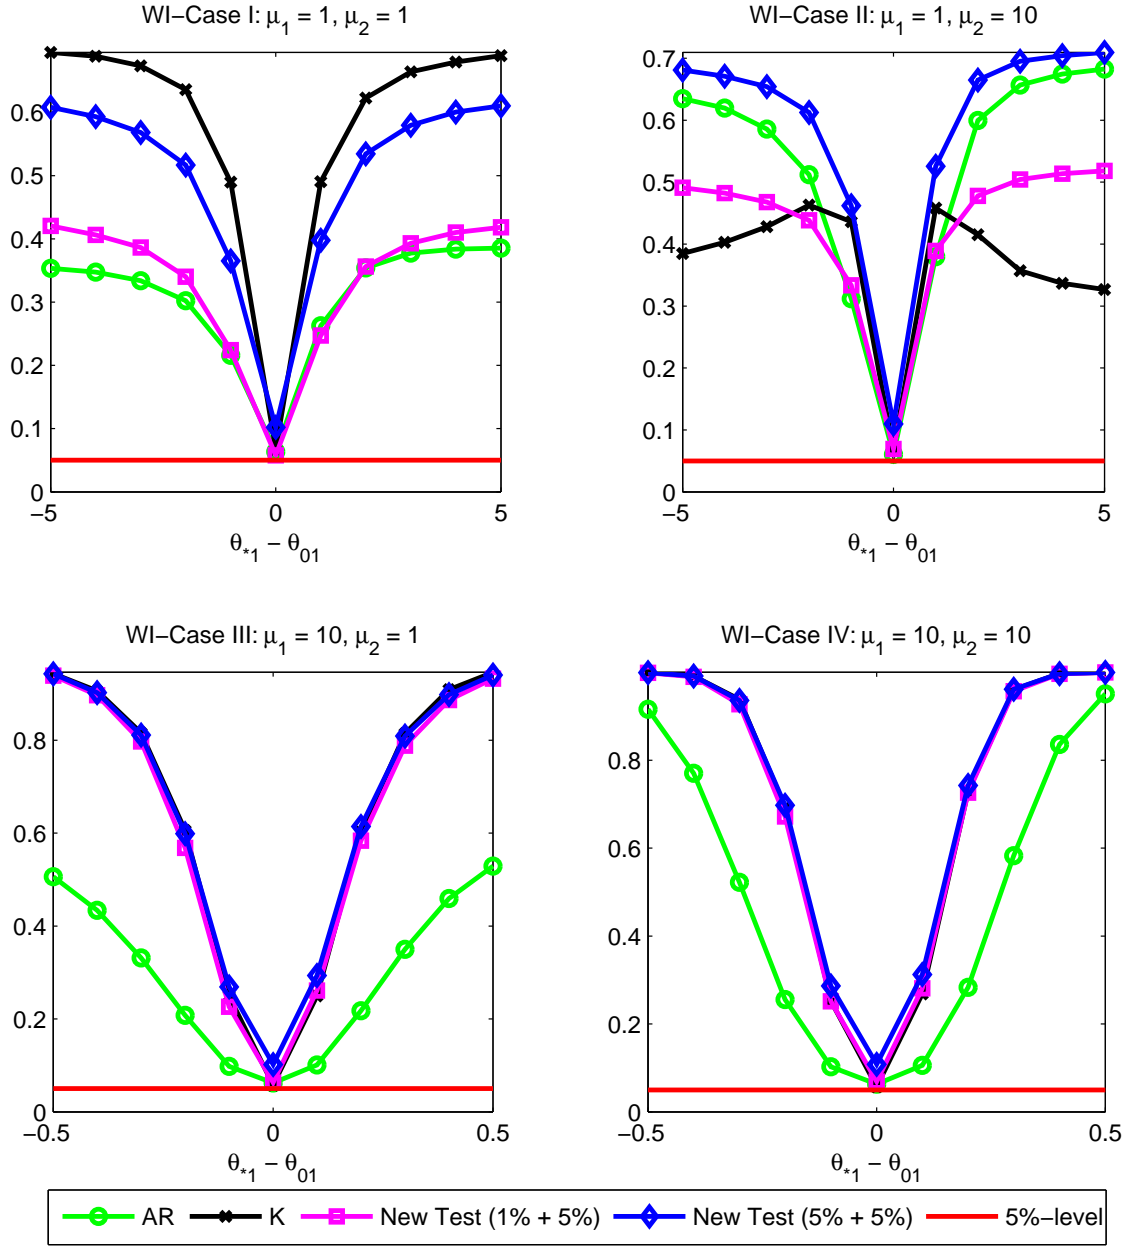 WI−Case I: μ1 = 1, μ2 = 1
0.6
0.5
0.4
0.3
0.2
0.1
0
−5 0 5
θ*1 − θ01
WI−Case II: μ1 = 1, μ2 = 10
0.7
0.6
0.5
0.4
0.3
0.2
0.1
0
−5 0 5
θ*1 − θ01
WI−Case III: μ1 = 10, μ2 = 1
0.8
0.6
0.4
0.2
0
−0.5 0 0.5
θ*1 − θ01
WI−Case IV: μ1 = 10, μ2 = 10
0.8
0.6
0.4
0.2
0
−0.5 0 0.5
θ*1 − θ01
AR K New Test (1% + 5%) New Test (5% + 5%) 5%−level